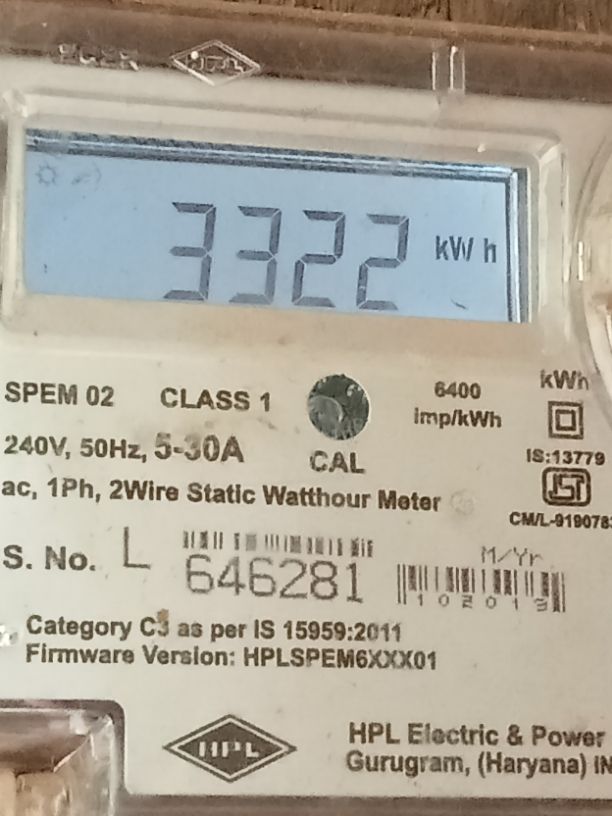 3322 kWh
SPEM 02 CLASS 1 6400 imp/kWh kWh
240V, 50Hz, 5-30A CAL IS:13779
ac, 1Ph, 2Wire Static Watthour Meter
CM/L-919078
S. No. L 646281 M/Yr
102013
Category C3 as per IS 15959:2011
Firmware Version: HPLSPEM6XXX01
HPL HPL Electric & Power
Gurugram, (Haryana) IN